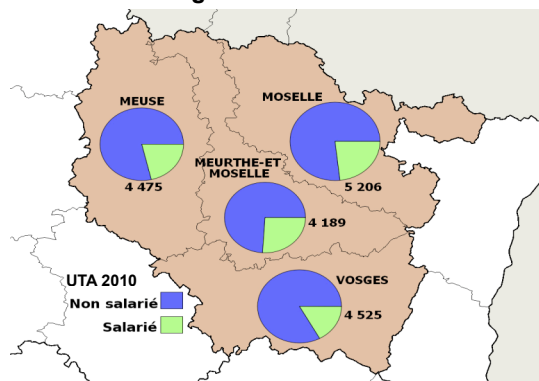 MEUSE
4 475
MOSELLE
5 206
MEURTHE-ET
MOSELLE
4 189
VOSGES
4 525
UTA 2010
Non salarié
Salarié